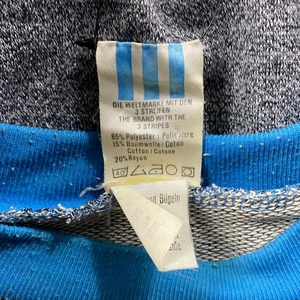 DIE WELTMARKE MIT DEN
3 STREIFEN
THE BRAND WITH THE
3 STRIPES
65% Polyester / Poliestere
15% Baumwolle / Coton
Cotton / Cotone
20% Rayon
40
Bügeln